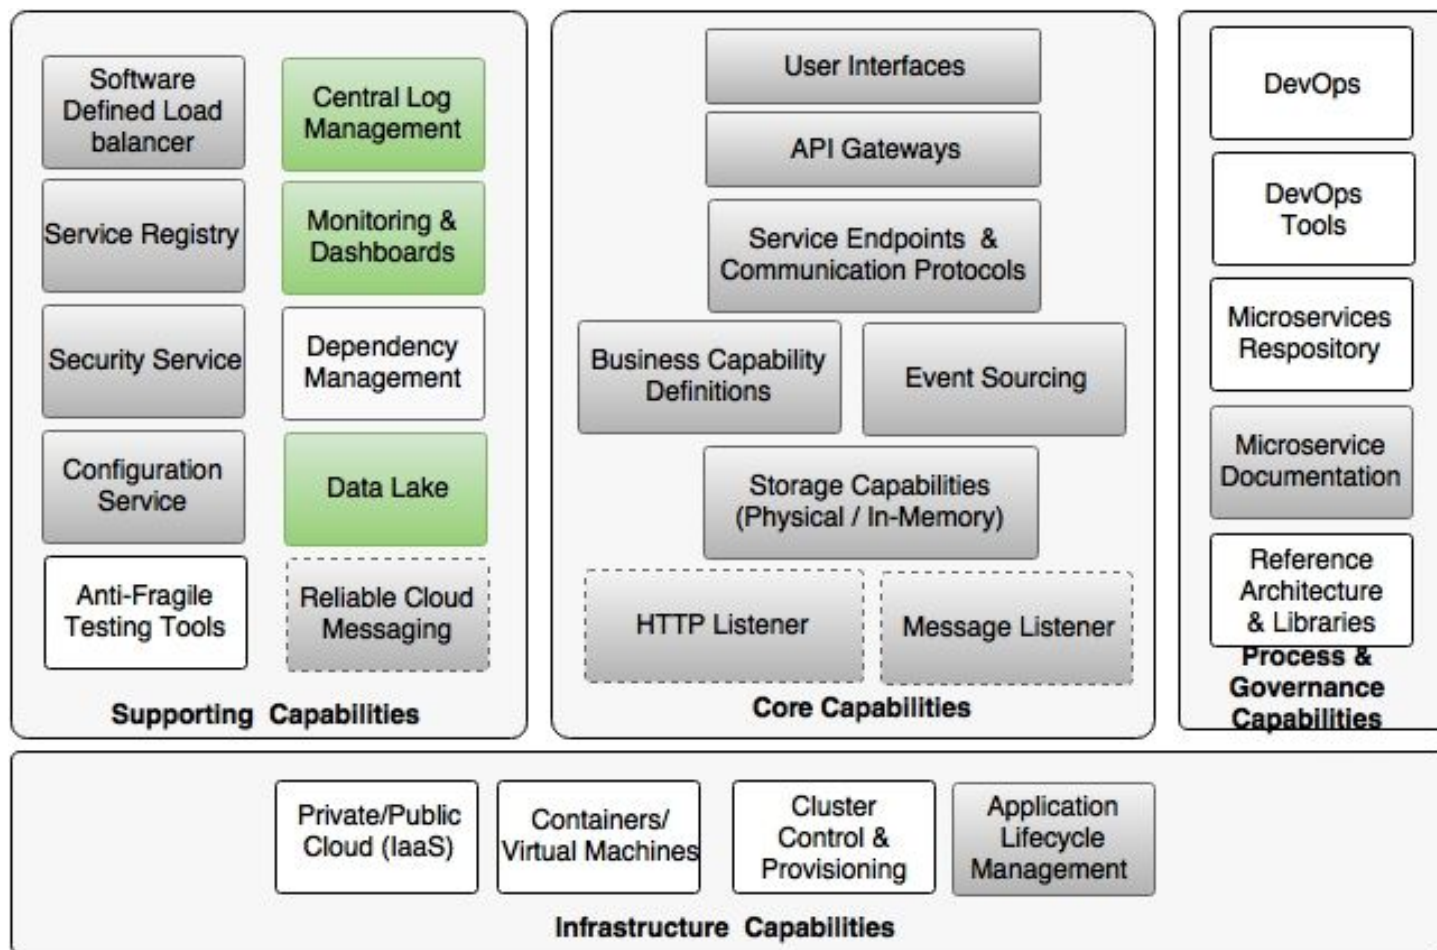 Software
Defined Load
balancer
Central Log
Management
Service Registry
Monitoring &
Dashboards
Security Service
Dependency
Management
Configuration
Service
Data Lake
Anti-Fragile
Testing Tools
Reliable Cloud
Messaging
Supporting Capabilities
User Interfaces
API Gateways
Service Endpoints &
Communication Protocols
Business Capability
Definitions
Event Sourcing
Storage Capabilities
(Physical / In-Memory)
HTTP Listener
Message Listener
Core Capabilities
DevOps
DevOps
Tools
Microservices
Respository
Microservice
Documentation
Reference
Architecture
& Libraries
Process &
Governance
Capabilities
Private/Public
Cloud (IaaS)
Containers/
Virtual Machines
Cluster
Control &
Provisioning
Application
Lifecycle
Management
Infrastructure Capabilities